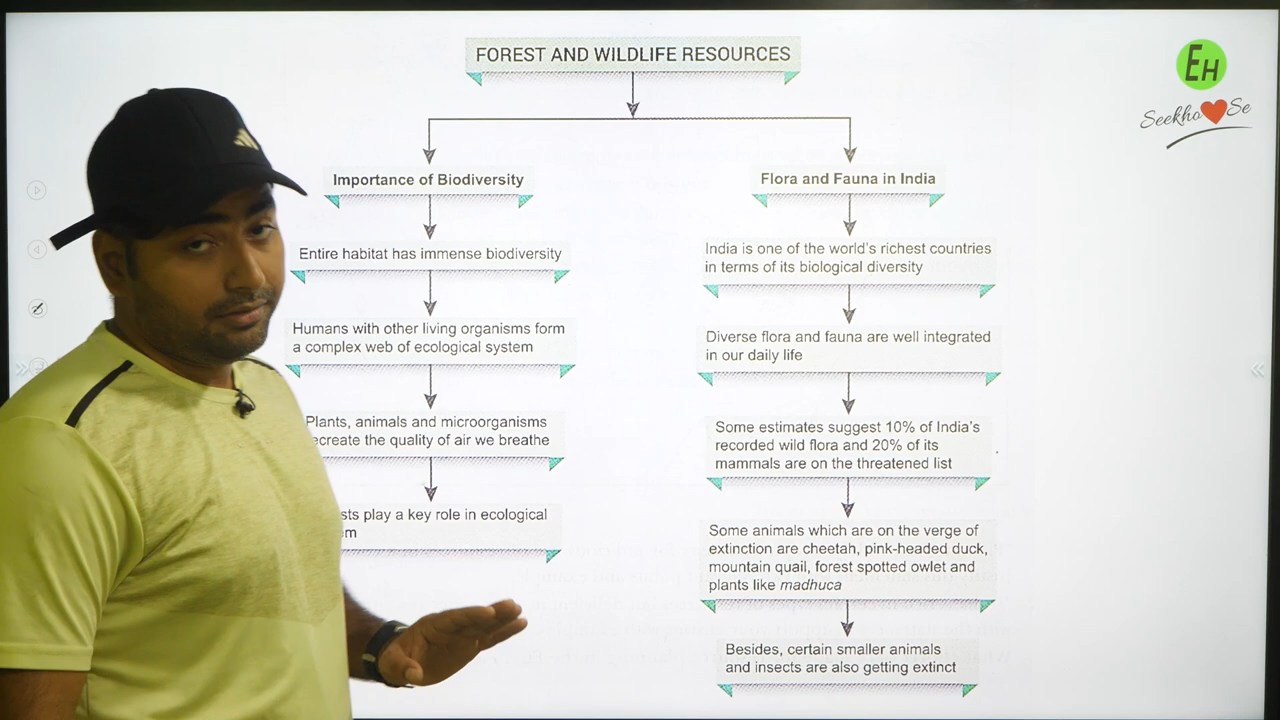 FOREST AND WILDLIFE RESOURCES
EH
Seekho Se
Importance of Biodiversity
Entire habitat has immense biodiversity
Humans with other living organisms form
a complex web of ecological system
Plants, animals and microorganisms
ecreate the quality of air we breathe
sts play a key role in ecological
em
Flora and Fauna in India
India is one of the world's richest countries
in terms of its biological diversity
Diverse flora and fauna are well integrated
in our daily life
Some estimates suggest 10% of India's
recorded wild flora and 20% of its
mammals are on the threatened list
Some animals which are on the verge of
extinction are cheetah, pink-headed duck,
mountain quail, forest spotted owlet and
plants like madhuca
Besides, certain smaller animals
and insects are also getting extinct